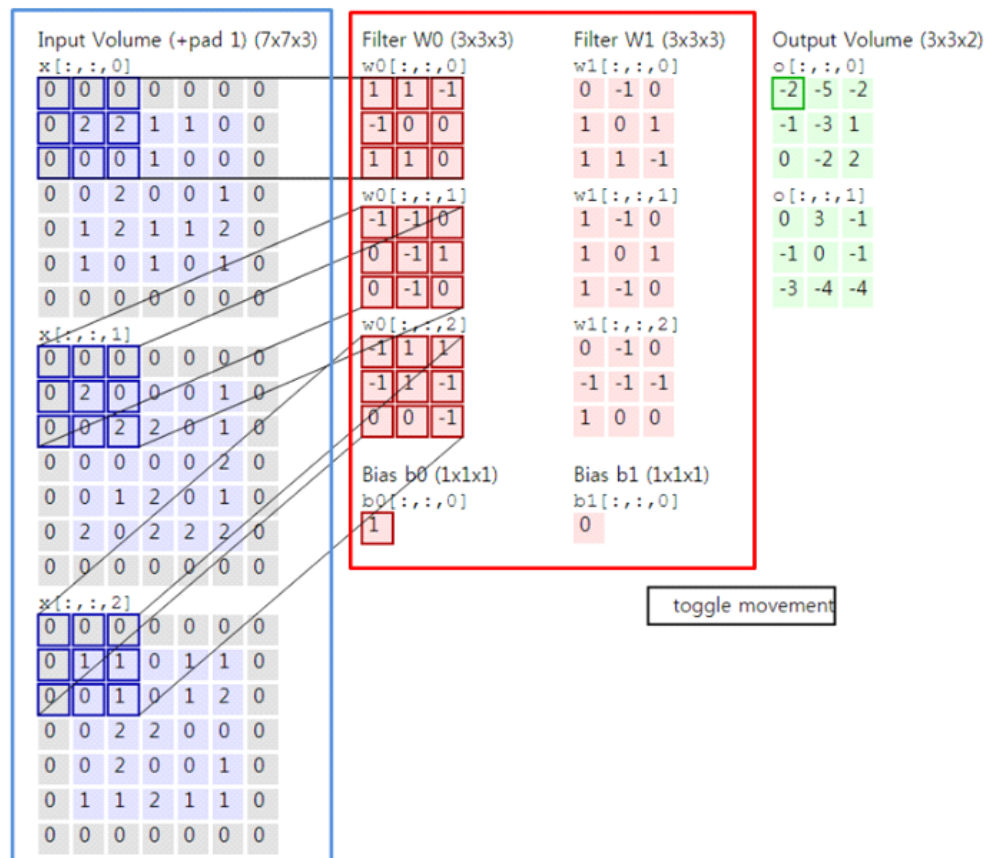 Input Volume (+pad 1) (7x7x3)
x[:,:,0]
0 0 0 0 0 0 0
0 2 2 1 1 0 0
0 0 0 1 0 0 0
0 0 2 0 0 1 0
0 1 2 1 1 2 0
0 1 0 1 0 1 0
0 0 0 0 0 0 0
x[:,:,1]
0 0 0 0 0 0 0
0 2 0 0 0 1 0
0 0 2 2 0 1 0
0 0 0 0 0 2 0
0 0 1 2 0 1 0
0 2 0 2 2 2 0
0 0 0 0 0 0 0
x[:,:,2]
0 0 0 0 0 0 0
0 1 1 0 1 1 0
0 0 1 0 1 2 0
0 0 2 2 0 0 0
0 0 2 0 0 1 0
0 1 1 2 1 1 0
0 0 0 0 0 0 0
Filter W0 (3x3x3)
w0[:,:,0]
1 1 -1
-1 0 0
1 1 0
w0[:,:,1]
-1 -1 0
0 -1 1
0 -1 0
w0[:,:,2]
-1 1 1
-1 1 -1
0 0 -1
Bias b0 (1x1x1)
b0[:,:,0]
1
Filter W1 (3x3x3)
w1[:,:,0]
0 -1 0
1 0 1
1 1 -1
w1[:,:,1]
1 -1 0
1 0 1
1 -1 0
w1[:,:,2]
0 -1 0
-1 -1 -1
1 0 0
Bias b1 (1x1x1)
b1[:,:,0]
0
Output Volume (3x3x2)
o[:,:,0]
-2 -5 -2
-1 -3 1
0 -2 2
o[:,:,1]
0 3 -1
-1 0 -1
-3 -4 -4
toggle movement